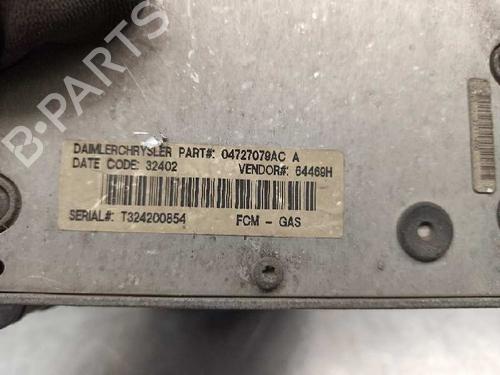 B-PARTS
DAIMLERCHRYSLER PART#: 04727079AC A
DATE CODE: 32402 VENDOR#: 64469H
SERIAL#: T324200854 FCM - GAS